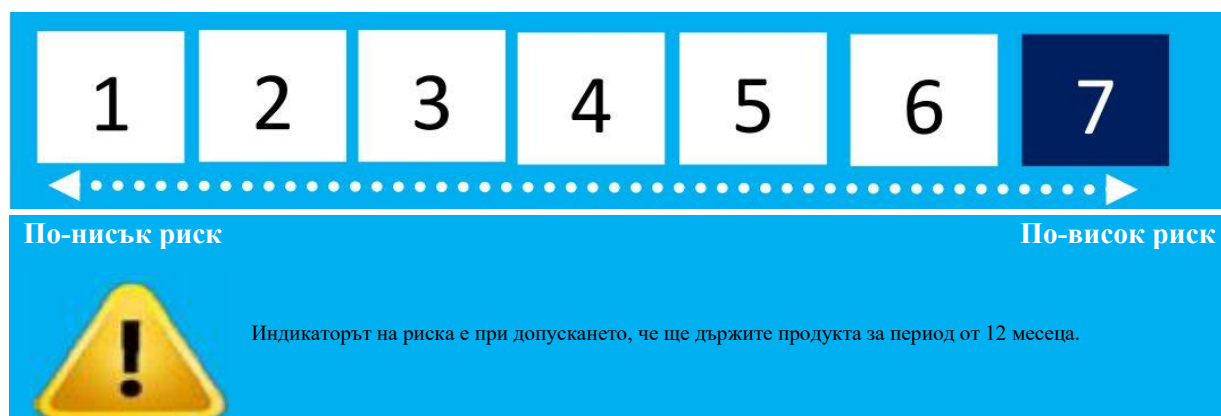 1 2 3 4 5 6 7
По-нисък риск По-висок риск
Индикаторът на риска е при допускането, че ще държите продукта за период от 12 месеца.